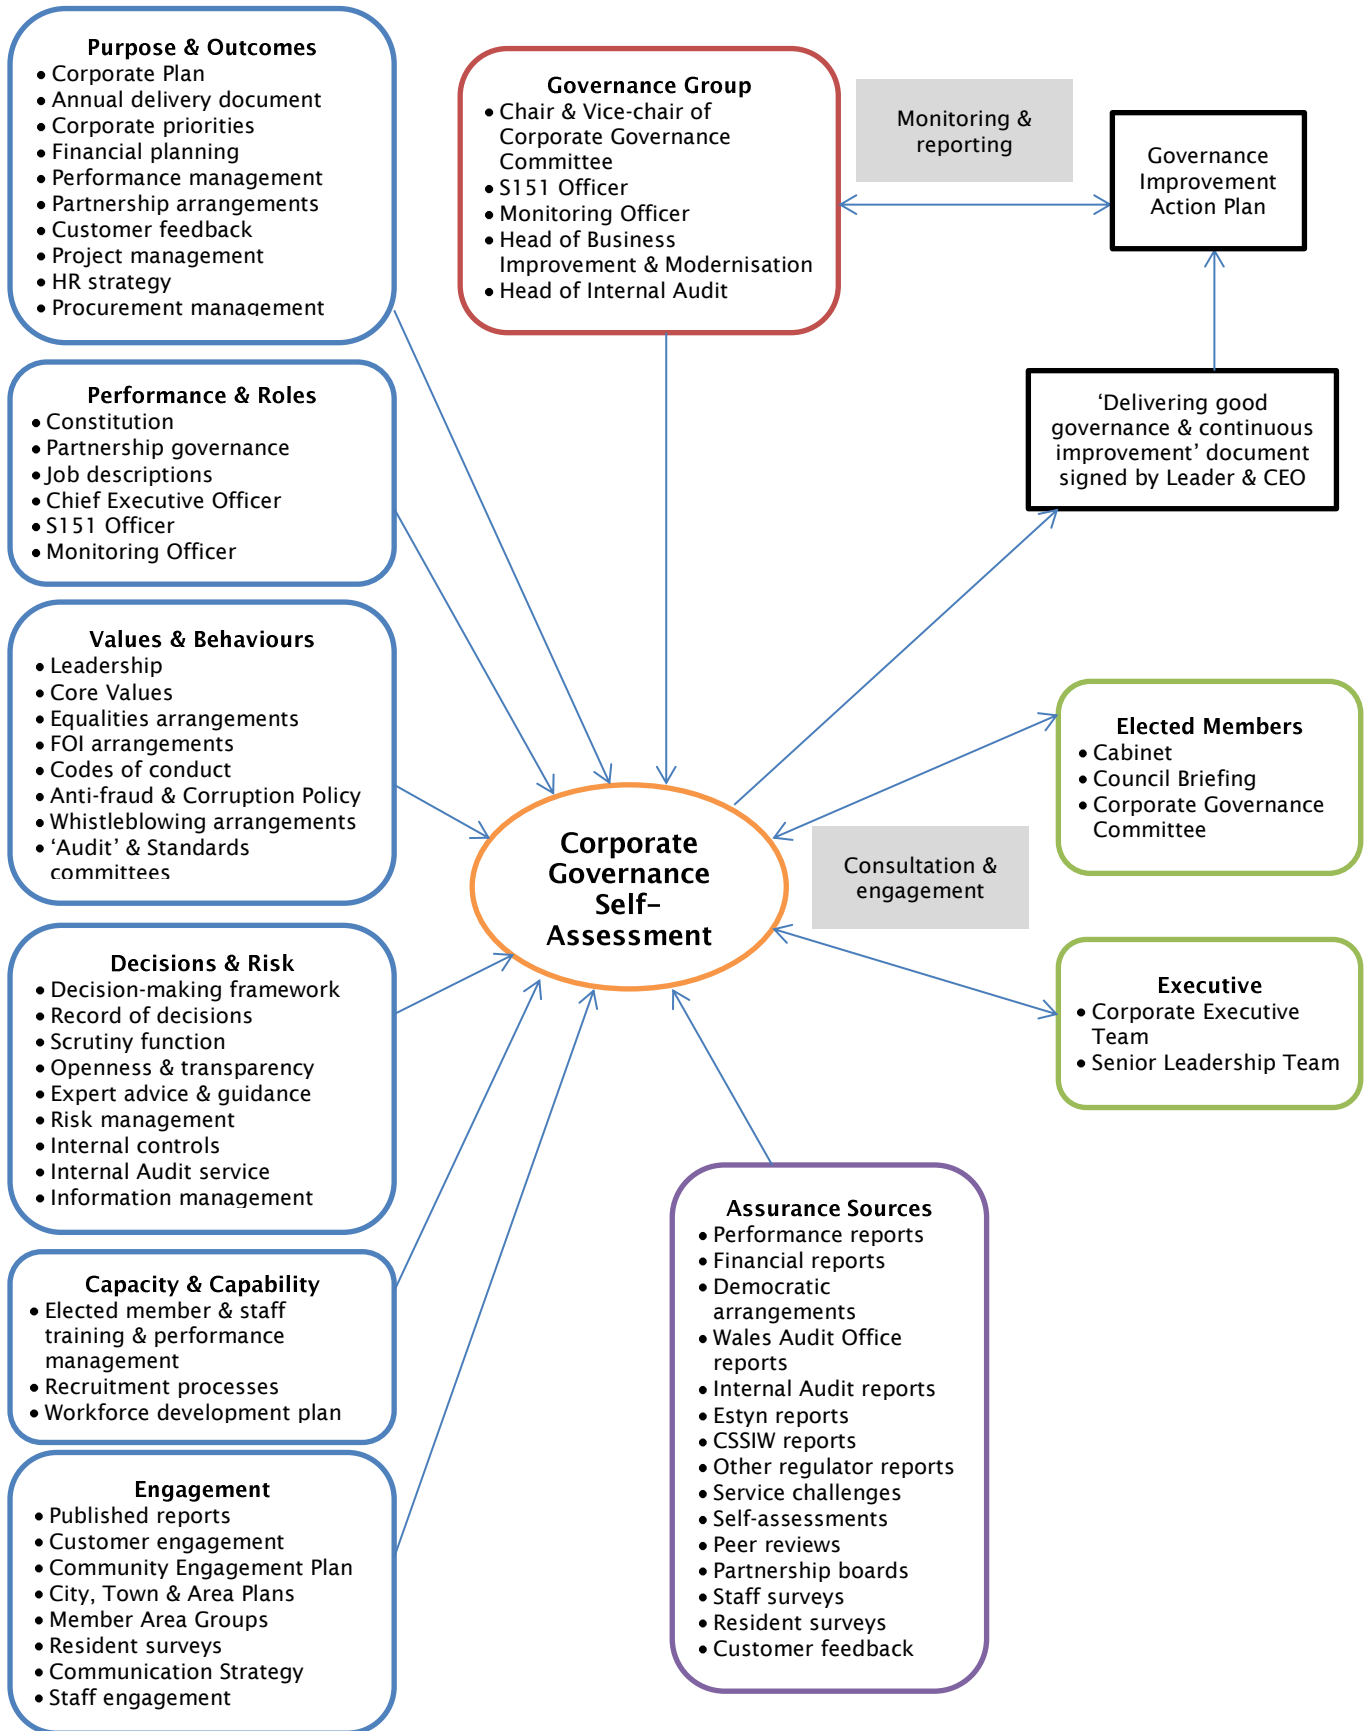 Purpose & Outcomes
• Corporate Plan
• Annual delivery document
• Corporate priorities
• Financial planning
• Performance management
• Partnership arrangements
• Customer feedback
• Project management
• HR strategy
• Procurement management
Performance & Roles
• Constitution
• Partnership governance
• Job descriptions
• Chief Executive Officer
• S151 Officer
• Monitoring Officer
Values & Behaviours
• Leadership
• Core Values
• Equalities arrangements
• FOI arrangements
• Codes of conduct
• Anti-fraud & Corruption Policy
• Whistleblowing arrangements
• ‘Audit’ & Standards
committees
Decisions & Risk
• Decision-making framework
• Record of decisions
• Scrutiny function
• Openness & transparency
• Expert advice & guidance
• Risk management
• Internal controls
• Internal Audit service
• Information management
Capacity & Capability
• Elected member & staff
training & performance
management
• Recruitment processes
• Workforce development plan
Engagement
• Published reports
• Customer engagement
• Community Engagement Plan
• City, Town & Area Plans
• Member Area Groups
• Resident surveys
• Communication Strategy
• Staff engagement
Governance Group
• Chair & Vice-chair of
Corporate Governance
Committee
• S151 Officer
• Monitoring Officer
• Head of Business
Improvement & Modernisation
• Head of Internal Audit
Monitoring &
reporting
Governance
Improvement
Action Plan
‘Delivering good
governance & continuous
improvement’ document
signed by Leader & CEO
Corporate
Governance
Self-
Assessment
Consultation &
engagement
Elected Members
• Cabinet
• Council Briefing
• Corporate Governance
Committee
Executive
• Corporate Executive
Team
• Senior Leadership Team
Assurance Sources
• Performance reports
• Financial reports
• Democratic
arrangements
• Wales Audit Office
reports
• Internal Audit reports
• Estyn reports
• CSSIW reports
• Other regulator reports
• Service challenges
• Self-assessments
• Peer reviews
• Partnership boards
• Staff surveys
• Resident surveys
• Customer feedback